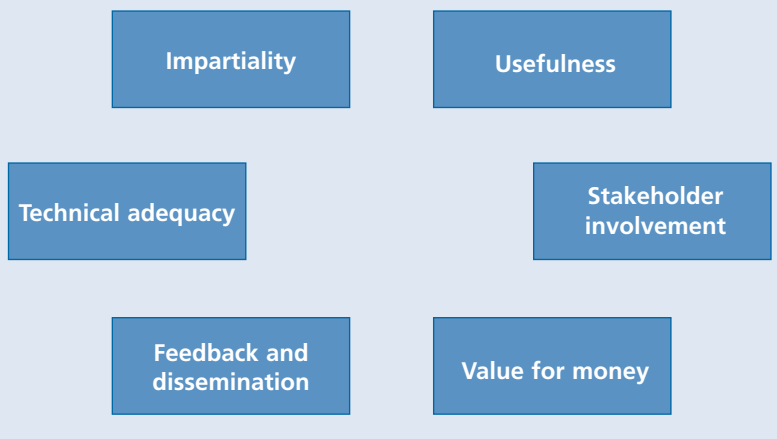 Impartiality
Usefulness
Technical adequacy
Stakeholder
involvement
Feedback and
dissemination
Value for money